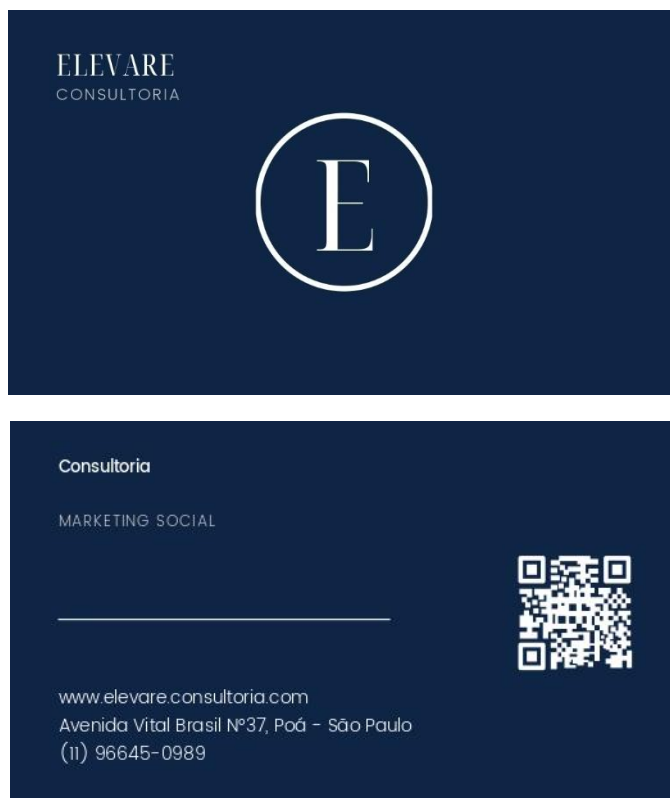 ELEVARE
CONSULTORIA
E
Consultoria
MARKETING SOCIAL
www.elevare.consultoria.com
Avenida Vital Brasil Nº37, Poá - São Paulo
(11) 96645-0989